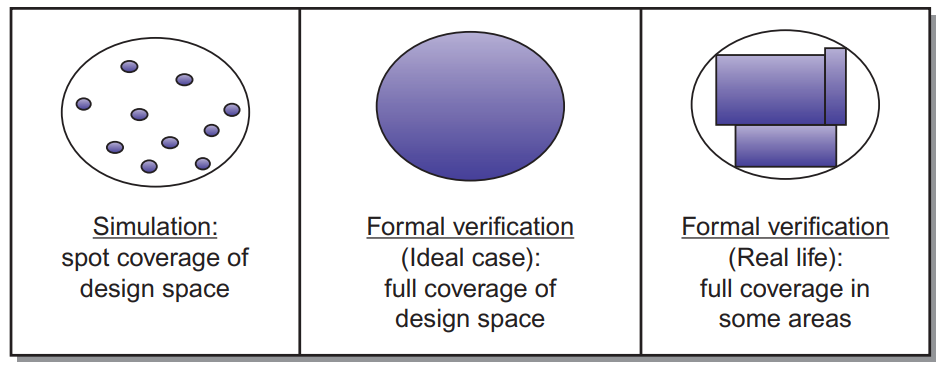 Simulation:
spot coverage of
design space
Formal verification
(Ideal case):
full coverage of
design space
Formal verification
(Real life):
full coverage in
some areas